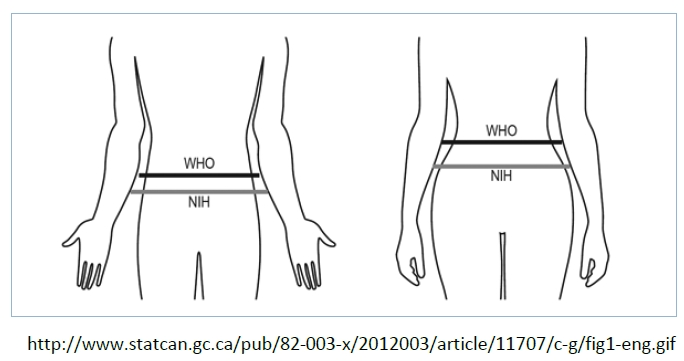 WHO
NIH
WHO
NIH
http://www.statcan.gc.ca/pub/82-003-x/2012003/article/11707/c-g/fig1-eng.gif